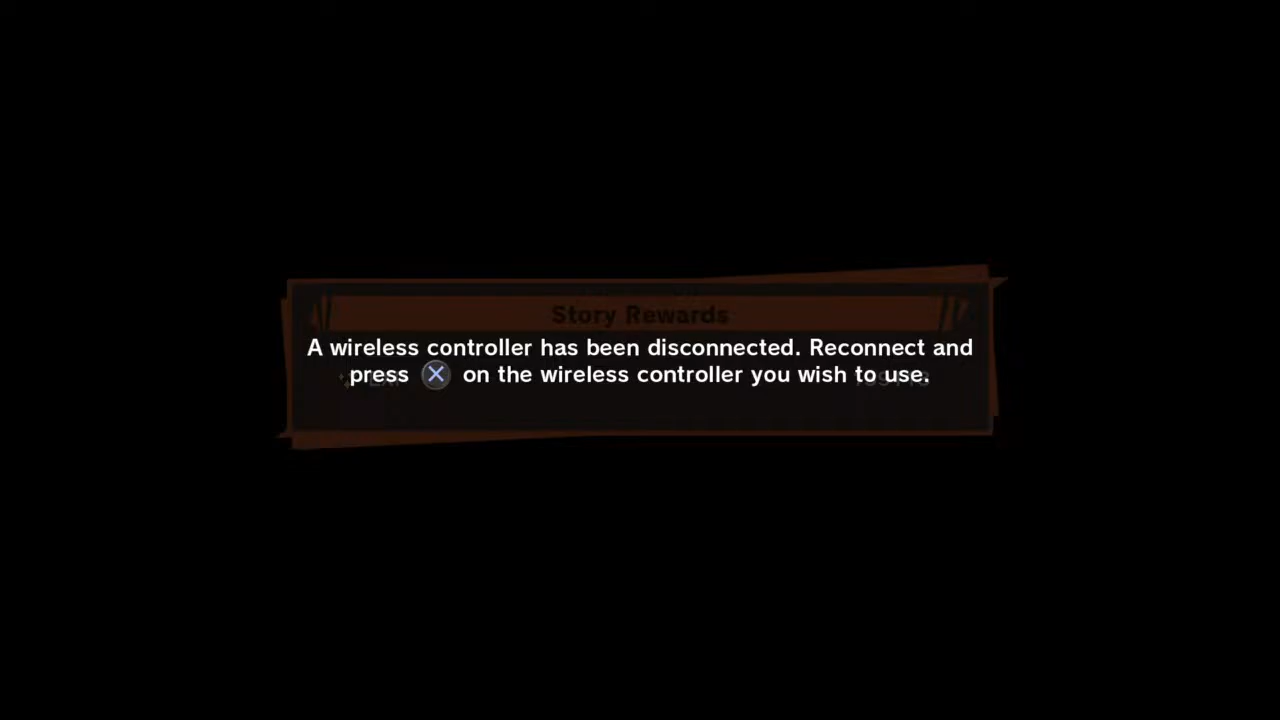 Story Rewards
A wireless controller has been disconnected. Reconnect and
press on the wireless controller you wish to use.